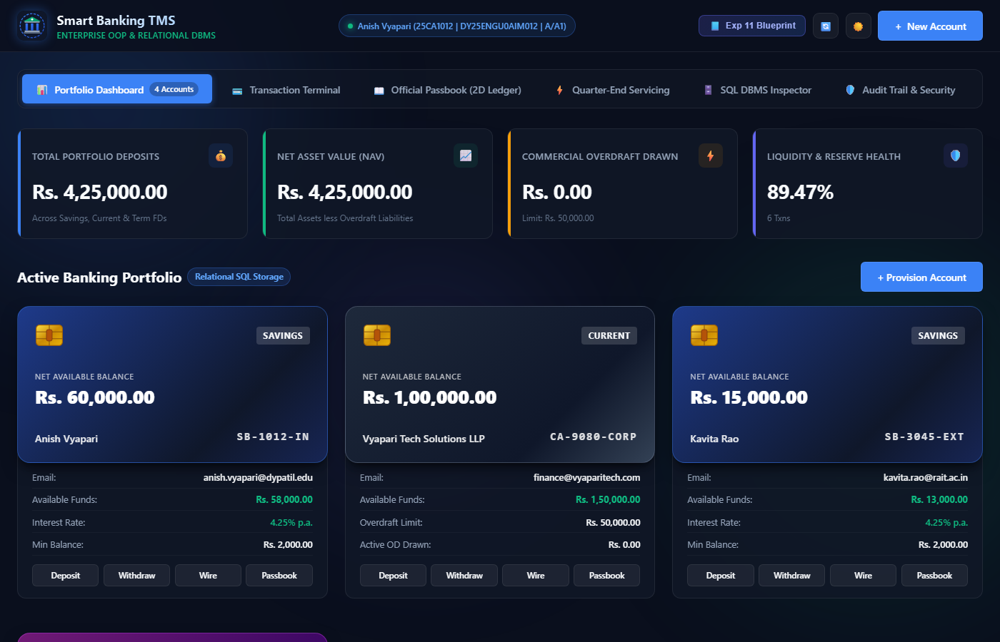 Smart Banking TMS
ENTERPRISE OOP & RELATIONAL DBMS
Anish Vyapari (25CA1012 | DY25ENGU0AIM012 | A/A1)
Exp 11 Blueprint
+ New Account
Portfolio Dashboard 4 Accounts
Transaction Terminal
Official Passbook (2D Ledger)
Quarter-End Servicing
SQL DBMS Inspector
Audit Trail & Security
TOTAL PORTFOLIO DEPOSITS
Rs. 4,25,000.00
Across Savings, Current & Term FDs
NET ASSET VALUE (NAV)
Rs. 4,25,000.00
Total Assets less Overdraft Liabilities
COMMERCIAL OVERDRAFT DRAWN
Rs. 0.00
Limit: Rs. 50,000.00
LIQUIDITY & RESERVE HEALTH
89.47%
6 Txns
Active Banking Portfolio
Relational SQL Storage
+ Provision Account
SAVINGS
NET AVAILABLE BALANCE
Rs. 60,000.00
Anish Vyapari
SB-1012-IN
Email: anish.vyapari@dypatil.edu
Available Funds: Rs. 58,000.00
Interest Rate: 4.25% p.a.
Min Balance: Rs. 2,000.00
Deposit Withdraw Wire Passbook
CURRENT
NET AVAILABLE BALANCE
Rs. 1,00,000.00
Vyapari Tech Solutions LLP
CA-9080-CORP
Email: finance@vyaparitech.com
Available Funds: Rs. 1,50,000.00
Overdraft Limit: Rs. 50,000.00
Active OD Drawn: Rs. 0.00
Deposit Withdraw Wire Passbook
SAVINGS
NET AVAILABLE BALANCE
Rs. 15,000.00
Kavita Rao
SB-3045-EXT
Email: kavita.rao@rait.ac.in
Available Funds: Rs. 13,000.00
Interest Rate: 4.25% p.a.
Min Balance: Rs. 2,000.00
Deposit Withdraw Wire Passbook